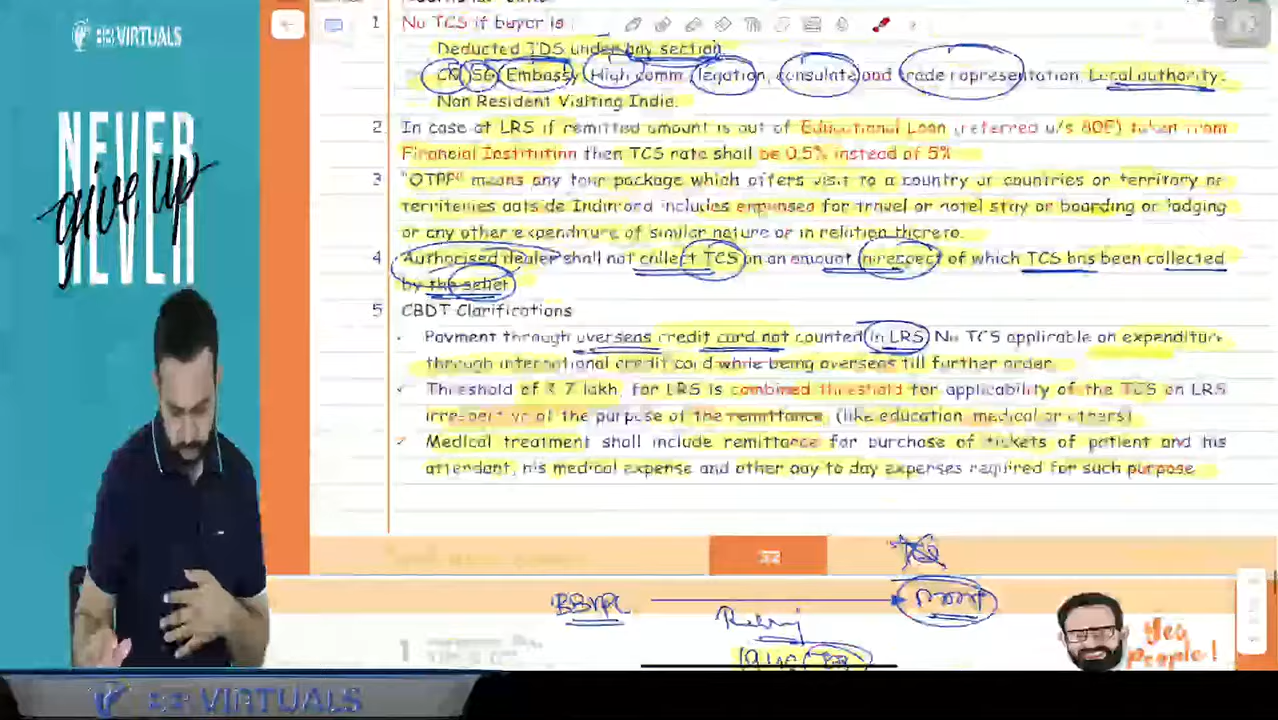 VIRTUALS
NEVER
give up
NEVER
1 No TCS if buyer is
Deducted TDS under any section
CG, SG, Embassy, High comm, legation, consulate and trade representation, Local authority,
Non Resident Visiting India.
2. In case of LRS if remitted amount is out of Educational Loan (referred u/s 80E) taken from
Financial Institution then TCS rate shall be 0.5% instead of 5%
3 means any tour package which offers visit to a country or countries or territory or
territories outside India and includes expenses for travel or hotel stay or boarding or lodging
or any other expenditure of similar nature or in relation thereto.
4 Authorised dealer shall not collect TCS on an amount in respect of which TCS has been collected
by the seller
5 CBDT Clarifications
Payment through overseas credit card not counted in LRS No TCS applicable on expenditure
through international credit card while being overseas till further order.
✓ Threshold of ₹ 7 lakh, for LRS is combined threshold for applicability of the TCS on LRS
irrespective of the purpose of the remittance (like education medical or others)
✓ Medical treatment shall include remittance for purchase of tickets of patient and his
attendant, his medical expense and other day to day expenses required for such purpose
32
1
Yes
people!
VIRTUALS